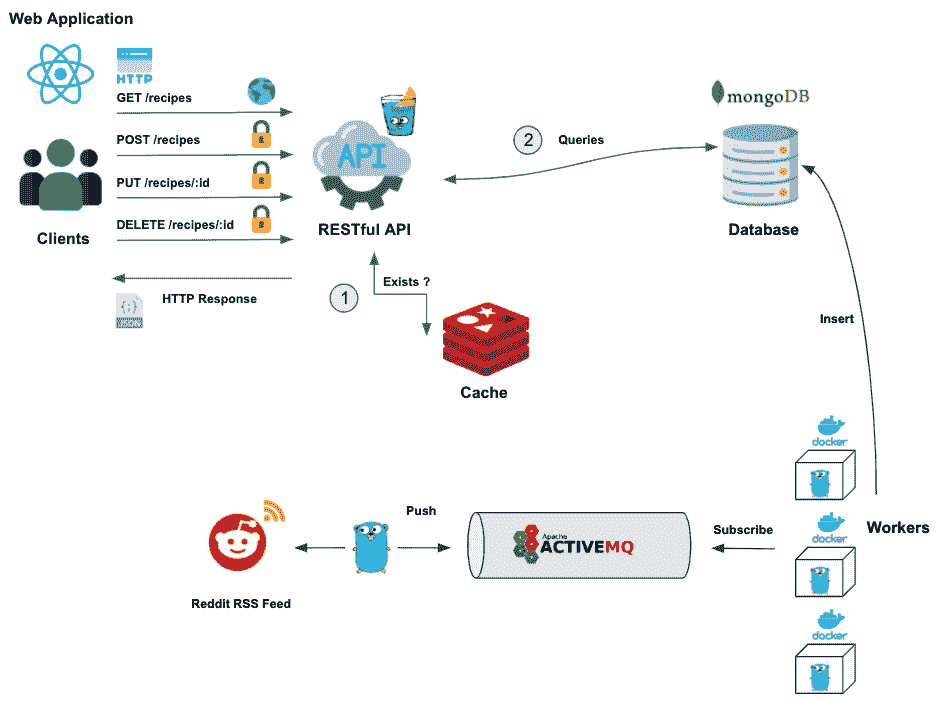 Web Application
HTTP
GET /recipes
POST /recipes
PUT /recipes/:id
DELETE /recipes/:id
Clients
HTTP Response
{;}
JSON
API
RESTful API
1
Exists ?
Cache
2
Queries
mongoDB
Database
Insert
docker
docker
docker
Workers
Subscribe
Apache
ACTIVEMQ
Push
Reddit RSS Feed